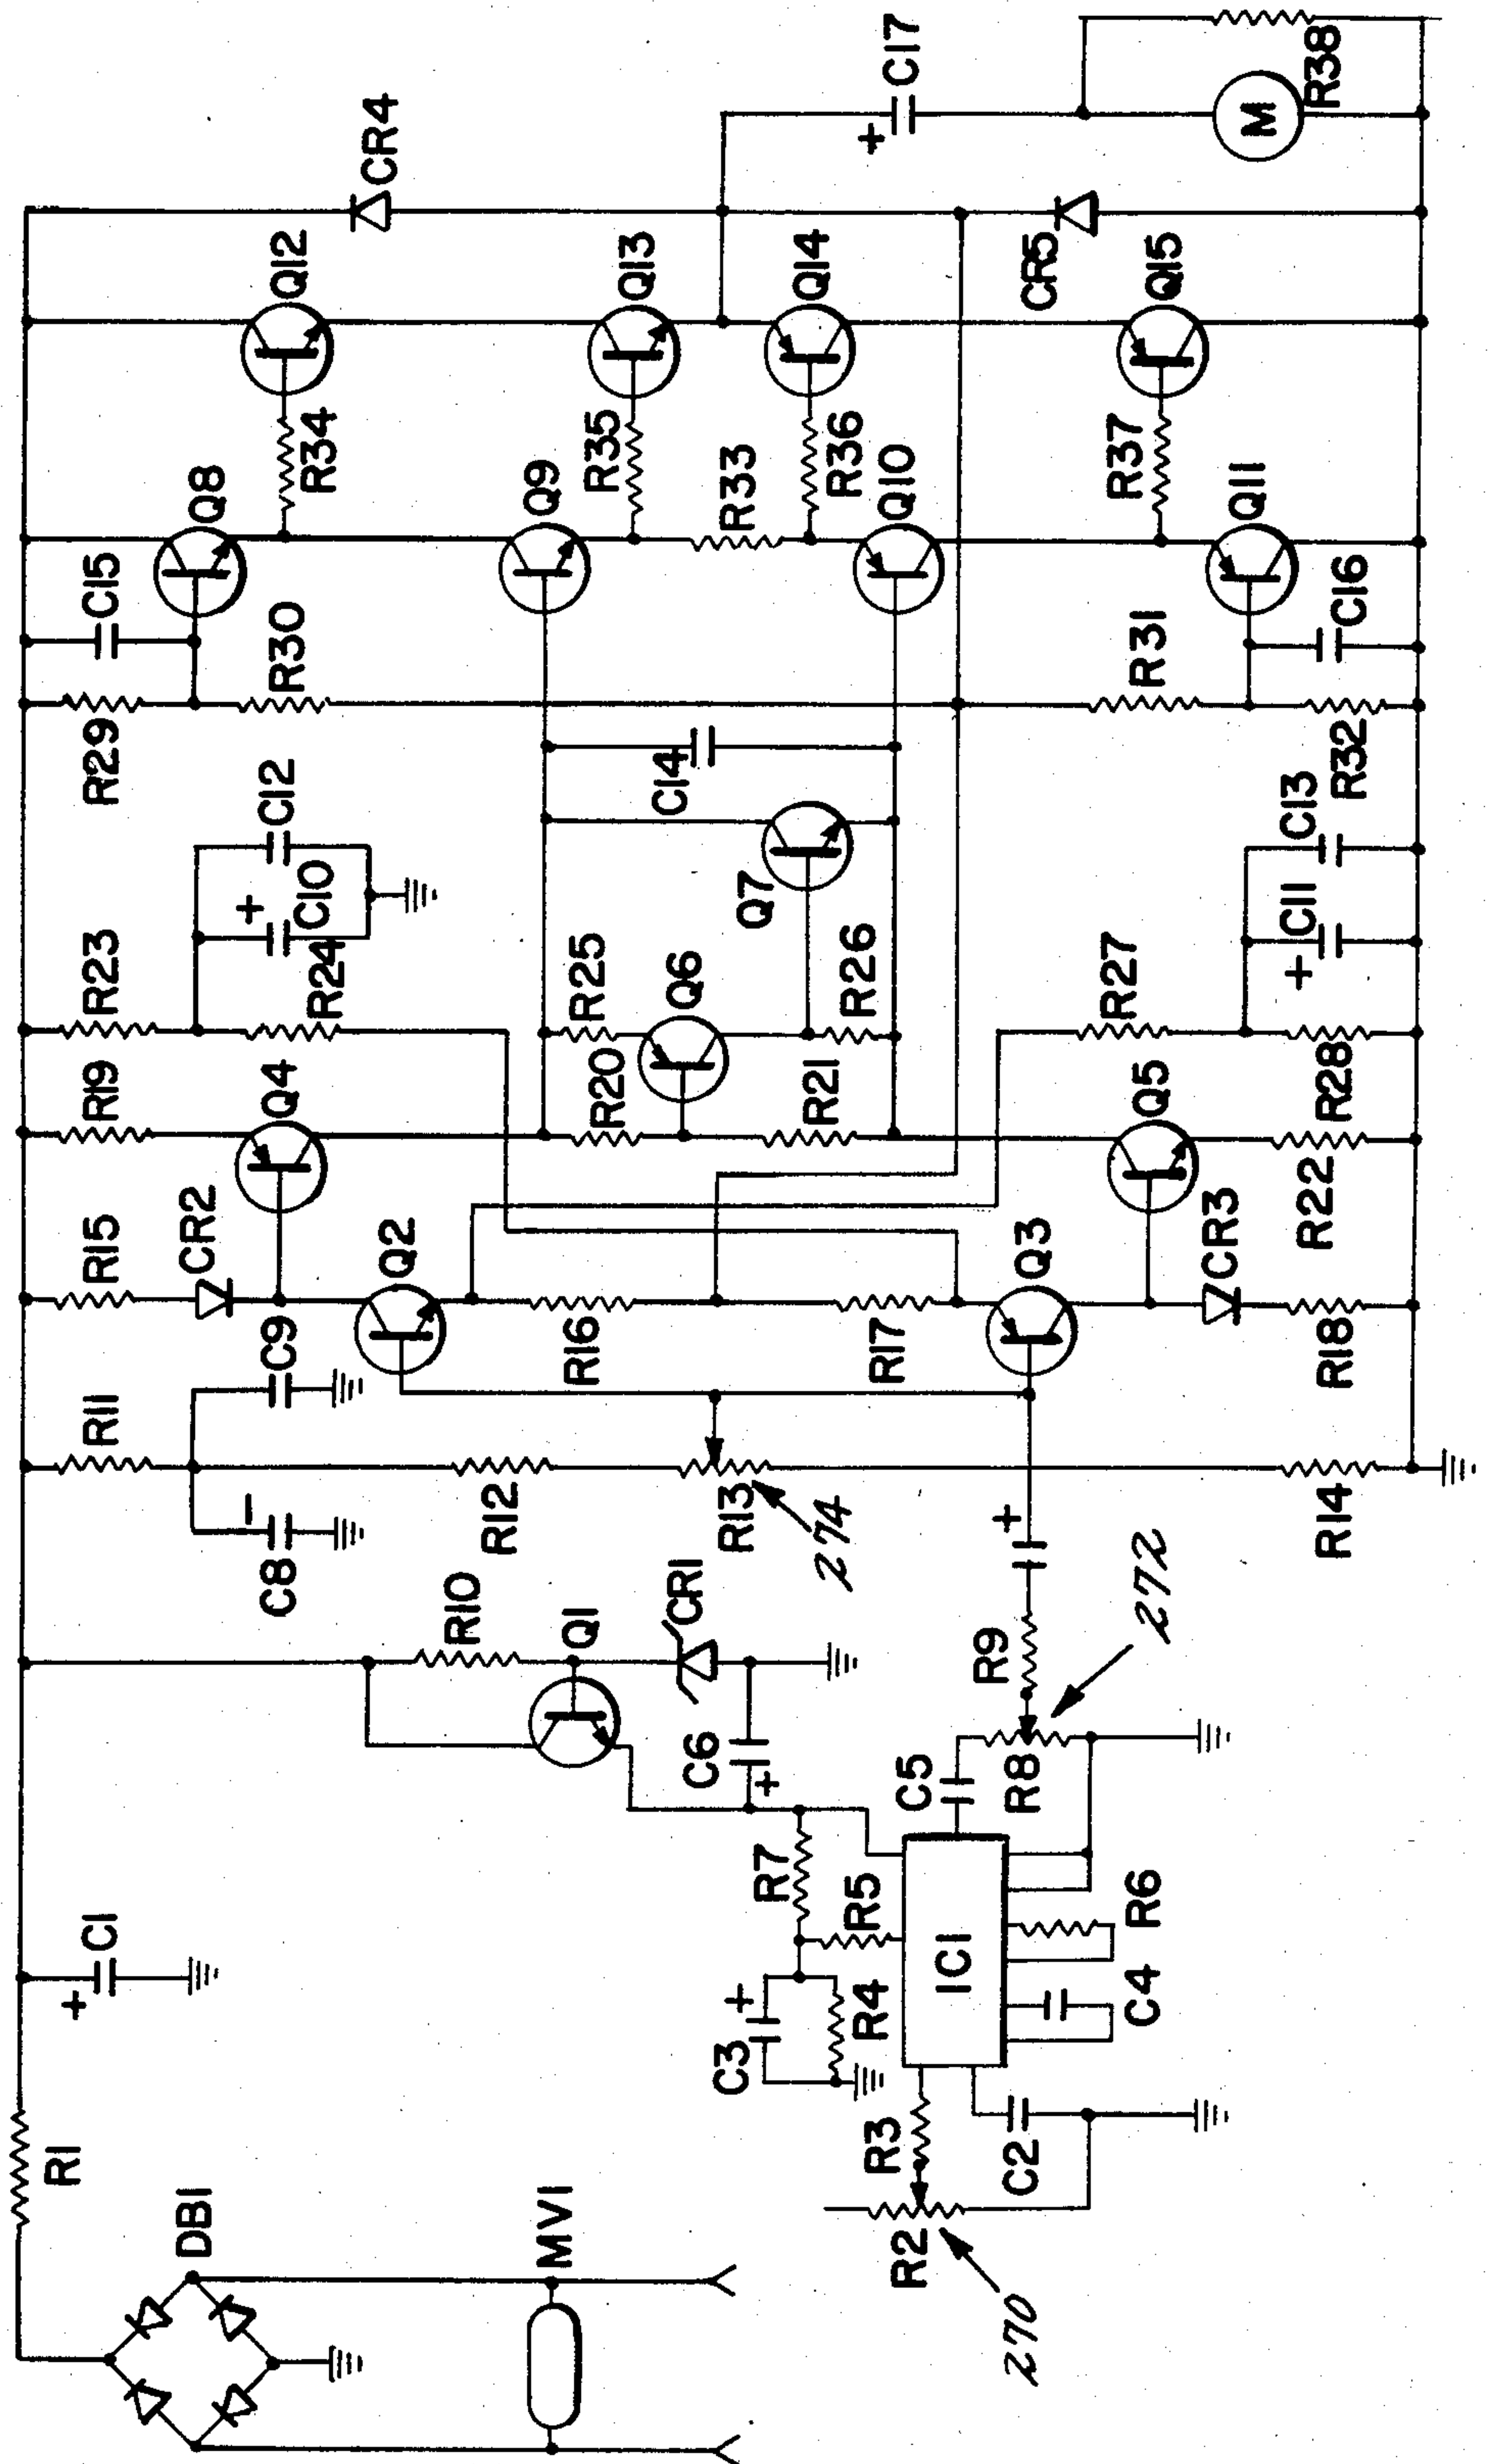 R1
DB1
MV1
+
C1
R2
270
R3
C2
C3
+
R4
R5
R7
IC1
C4
R6
C5
R8
272
R9
+
C6
+
Q1
R10
CR1
C8
−
C9
R11
R12
R13
274
R14
R15
CR2
Q2
R16
R17
Q3
CR3
R18
R19
Q4
R20
R21
Q5
R22
R23
R24
+
C10
C12
R25
Q6
R26
Q7
C14
R27
R28
+
C11
C13
R29
R30
C15
Q8
Q9
R33
Q10
R31
R32
C16
Q11
R34
R35
R36
R37
Q12
Q13
Q14
Q15
CR4
CR5
+
C17
M
R38